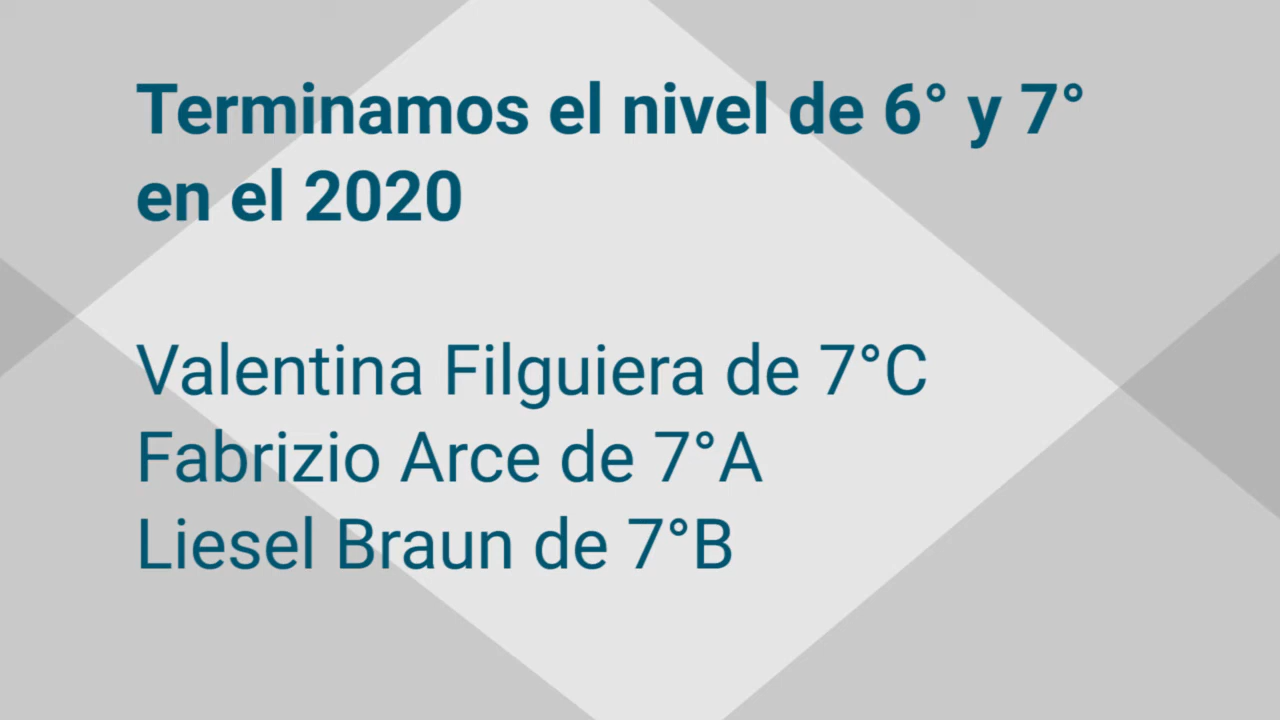 Terminamos el nivel de 6° y 7°
en el 2020
Valentina Filguiera de 7°C
Fabrizio Arce de 7°A
Liesel Braun de 7°B